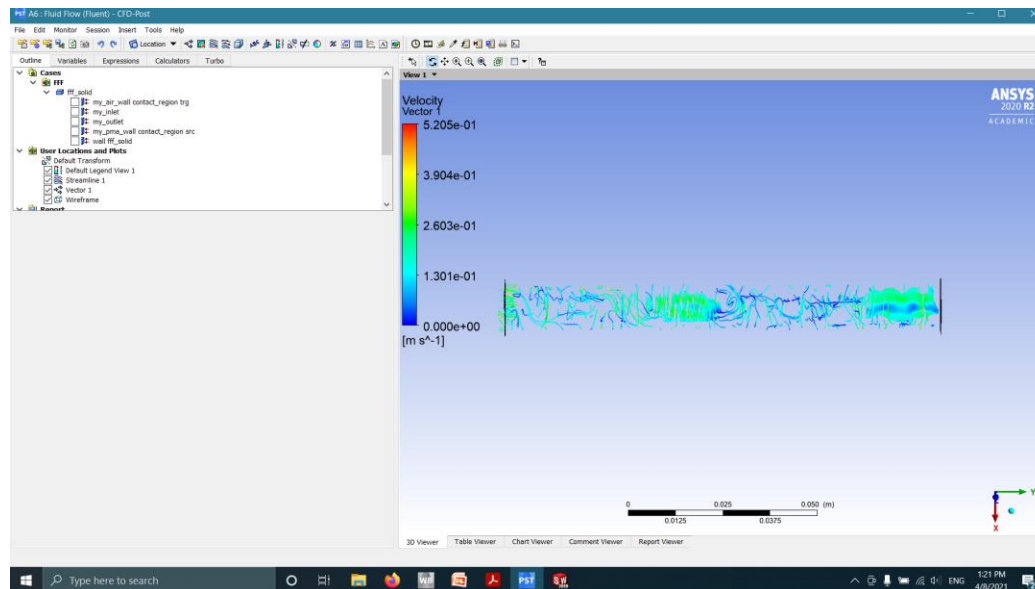 A6 : Fluid Flow (Fluent) - CFD-Post
File Edit Monitor Session Insert Tools Help
Location
Outline Variables Expressions Calculators Turbo
Cases
FFF
fff_solid
my_air_wall contact_region trg
my_inlet
my_outlet
my_pma_wall contact_region src
wall fff_solid
User Locations and Plots
Default Transform
Default Legend View 1
Streamline 1
Vector 1
Wireframe
Report
View 1
Velocity
Vector 1
5.205e-01
3.904e-01
2.603e-01
1.301e-01
0.000e+00
[m s^-1]
ANSYS
2020 R2
ACADEMIC
0 0.025 0.050 (m)
0.0125 0.0375
Y
X
3D Viewer Table Viewer Chart Viewer Comment Viewer Report Viewer
Type here to search
PST
ENG
1:21 PM
4/8/2021